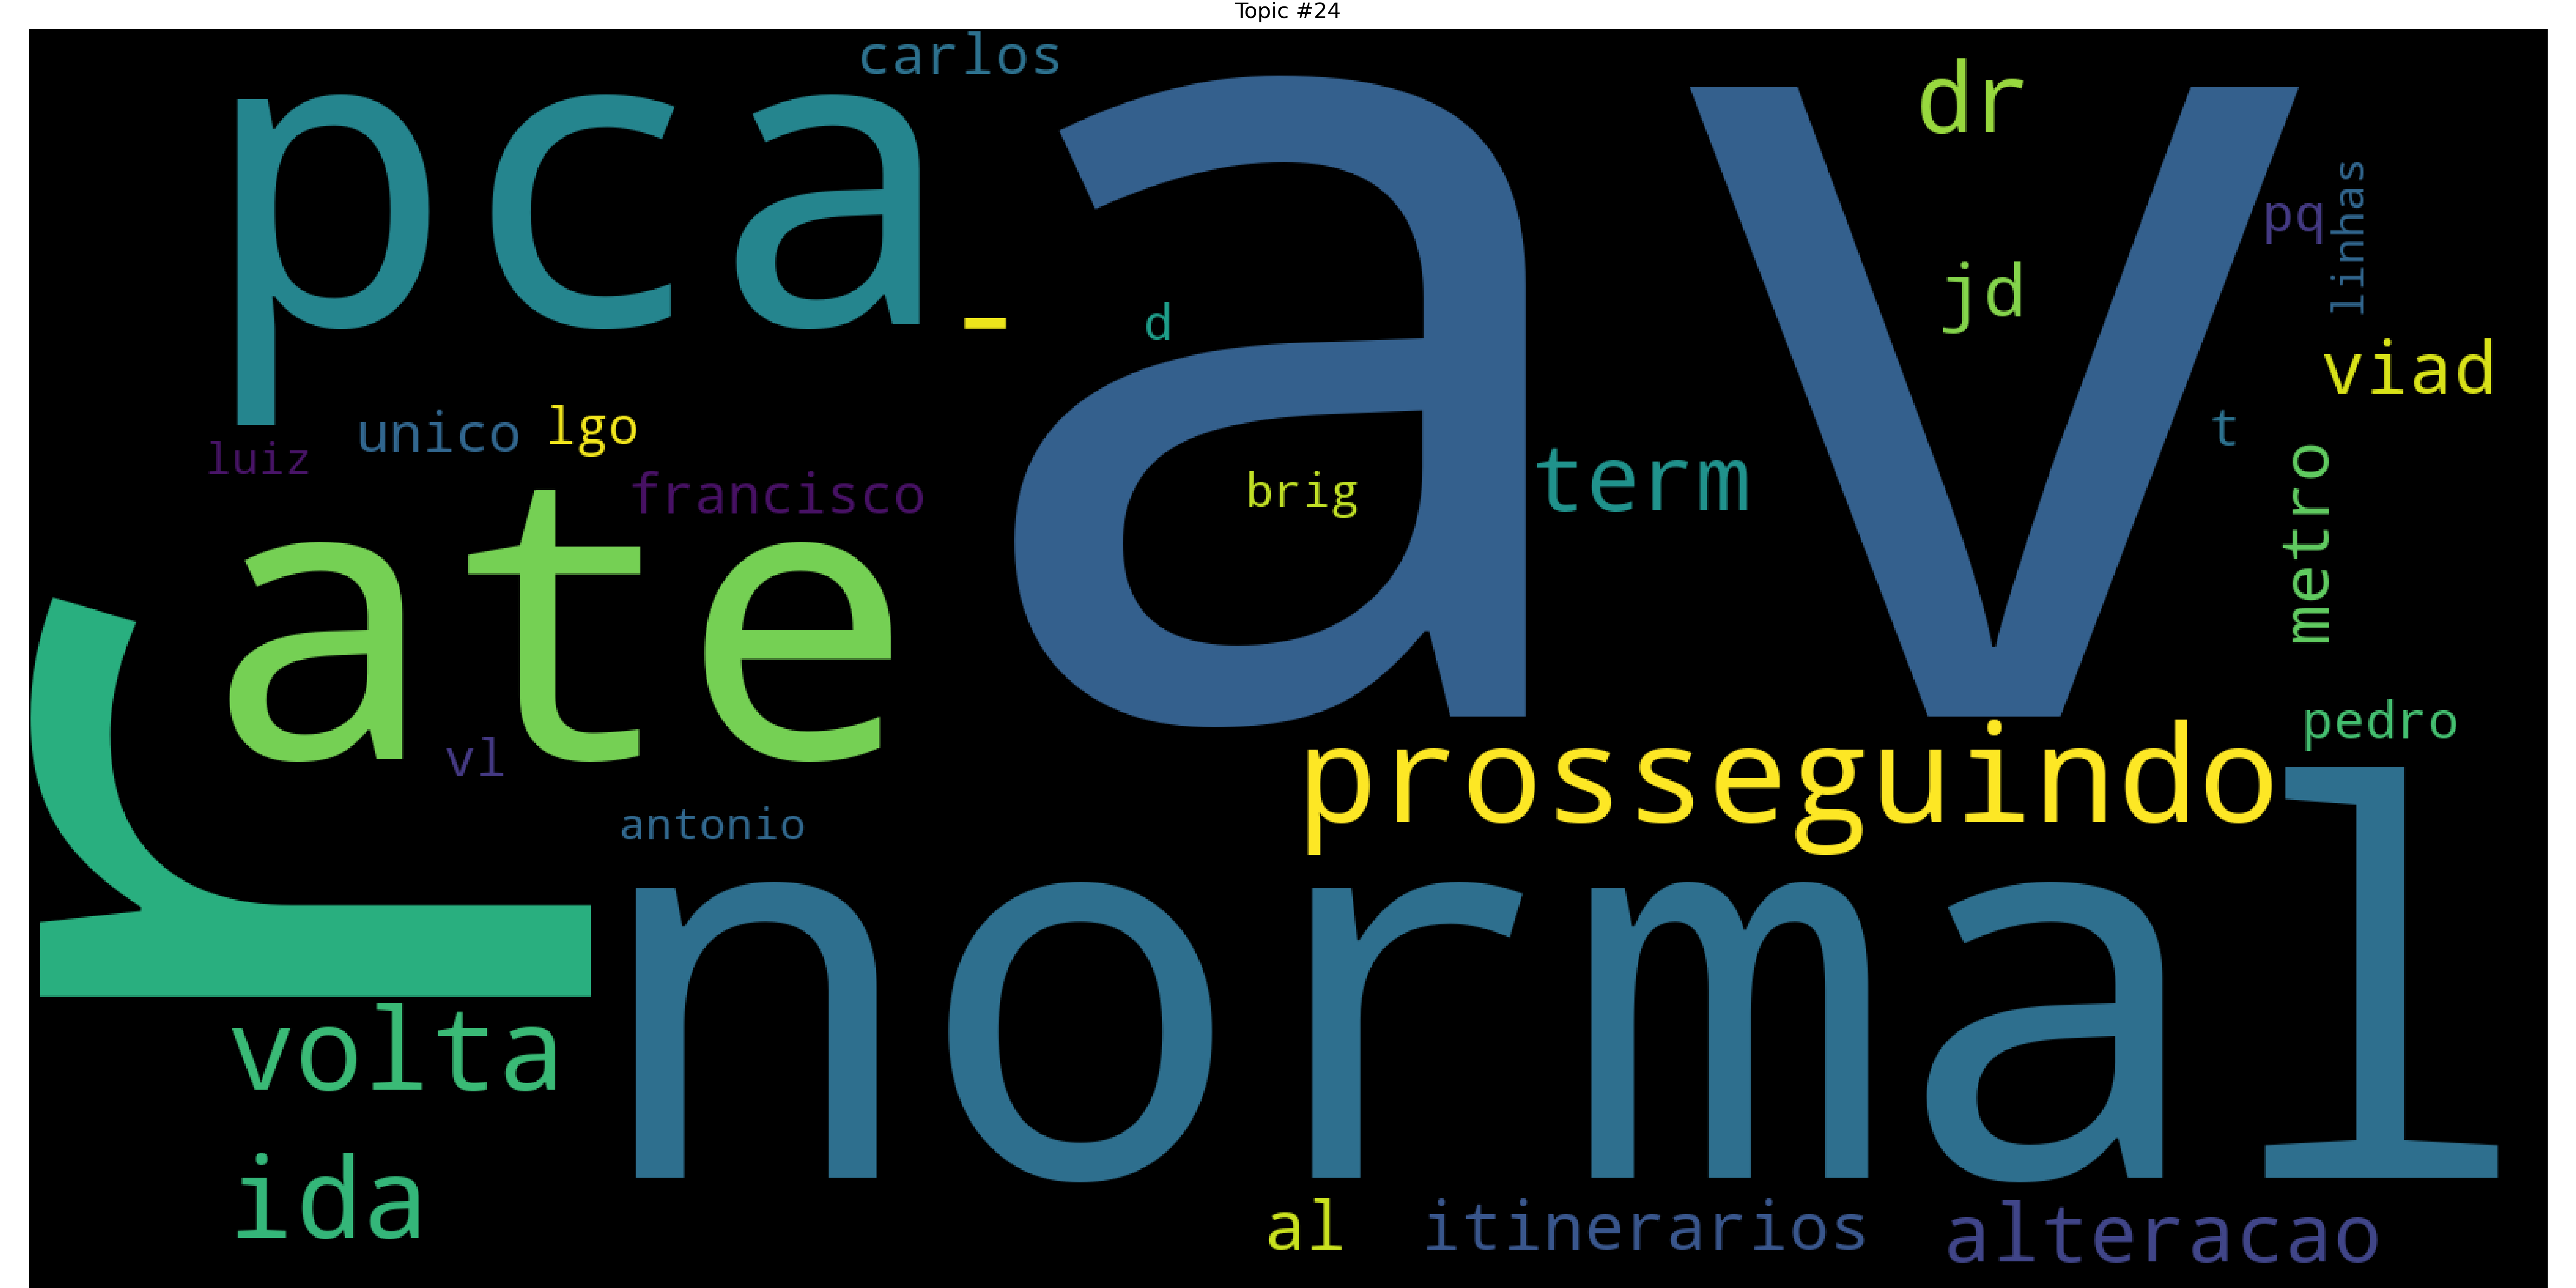 Topic #24
carlos
pca
av
dr
pq
linhas
jd
-
d
viad
t
unico
lgo
luiz
francisco
brig
term
metro
ate
r
vl
antonio
prosseguindo
pedro
normal
volta
ida
al
itinerarios
alteracao